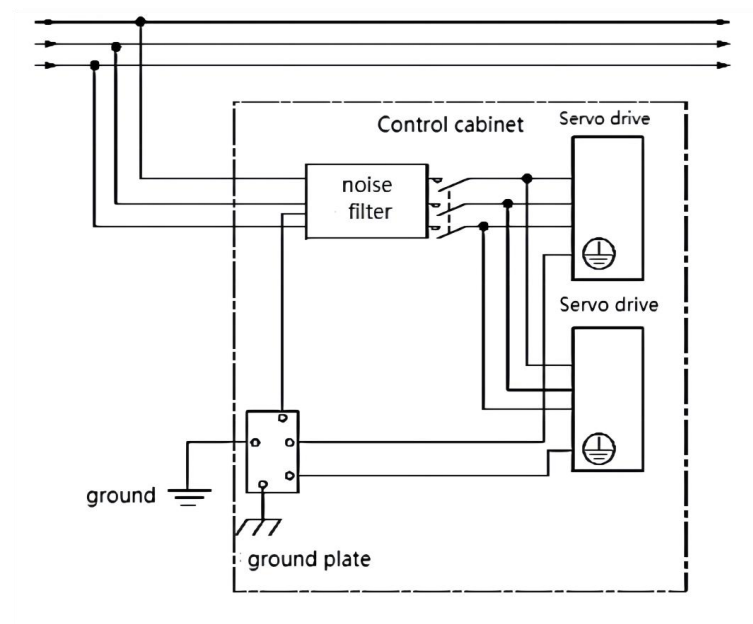 Control cabinet
Servo drive
noise
filter
Servo drive
ground
ground plate